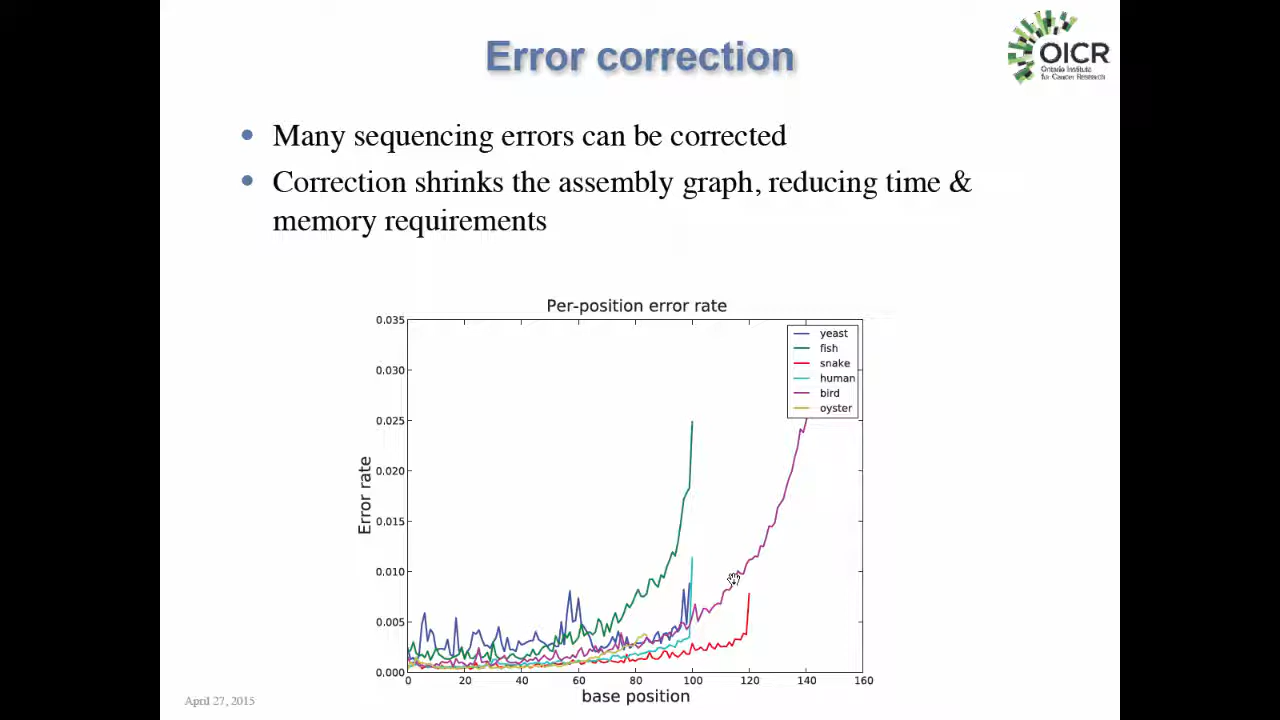 Error correction
OICR
Ontario Institute
for Cancer Research
• Many sequencing errors can be corrected
• Correction shrinks the assembly graph, reducing time &
memory requirements
Per-position error rate
0.035
0.030
0.025
0.020
0.015
0.010
0.005
0.000
Error rate
yeast
fish
snake
human
bird
oyster
0 20 40 60 80 100 120 140 160
base position
April 27, 2015